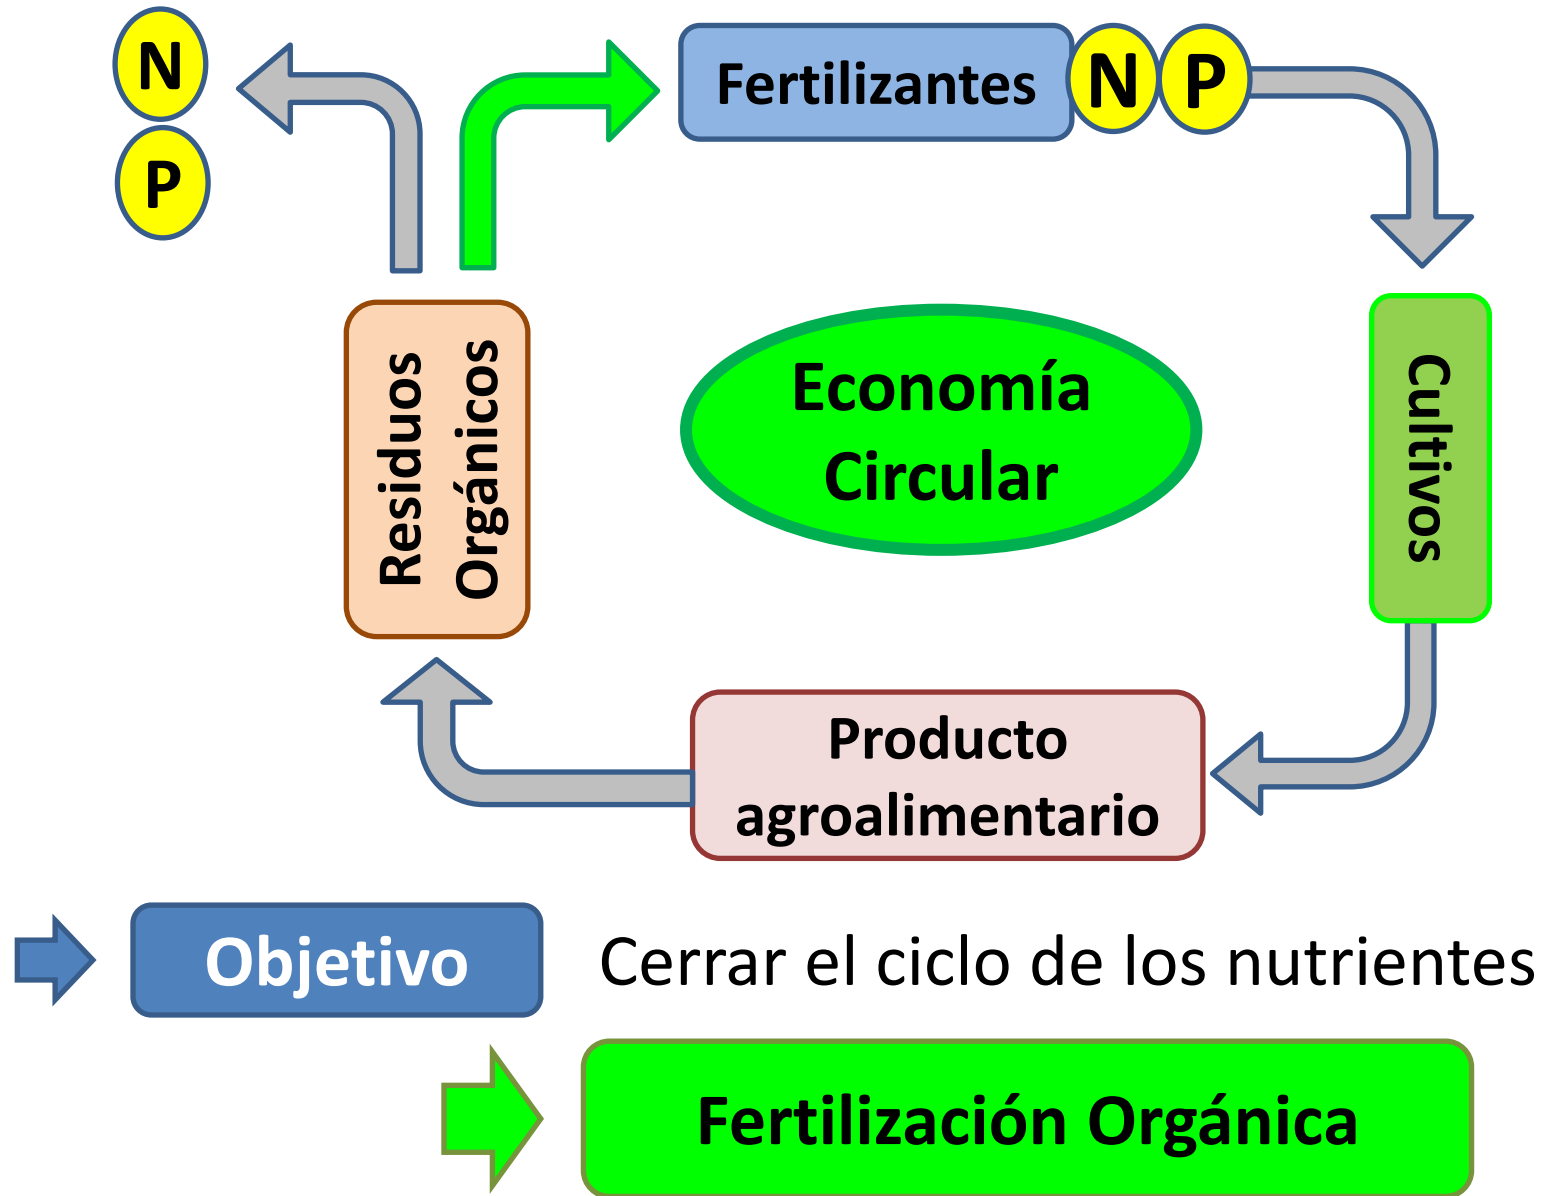 N
P
Fertilizantes
N P
Residuos
Orgánicos
Economía
Circular
Cultivos
Producto
agroalimentario
Objetivo
Cerrar el ciclo de los nutrientes
Fertilización Orgánica